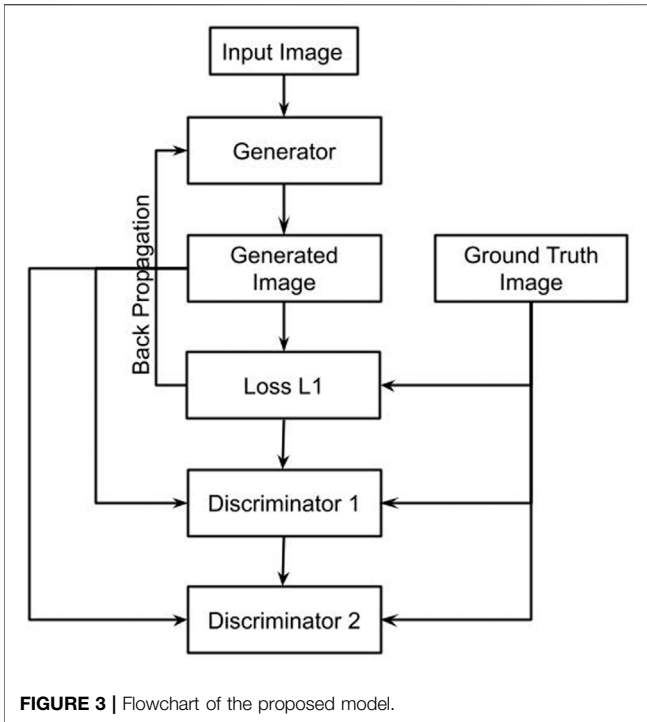 Input Image
Generator
Back Propagation
Generated
Image
Ground Truth
Image
Loss L1
Discriminator 1
Discriminator 2
FIGURE 3 | Flowchart of the proposed model.